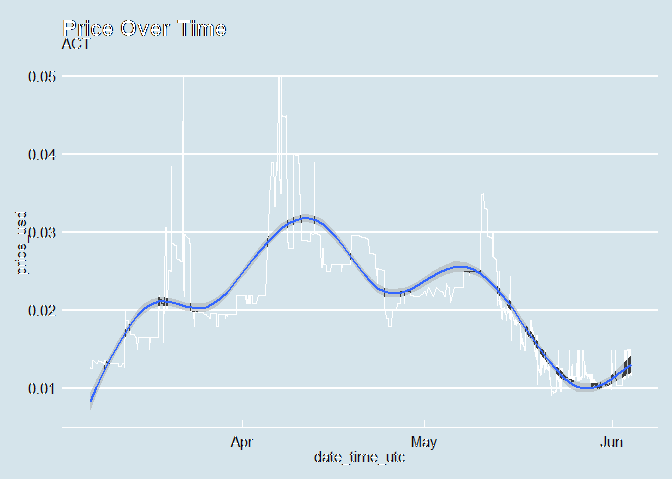 Price Over Time
ACT
0.05
0.04
0.03
0.02
0.01
price_usd
Apr
May
Jun
date_time_utc